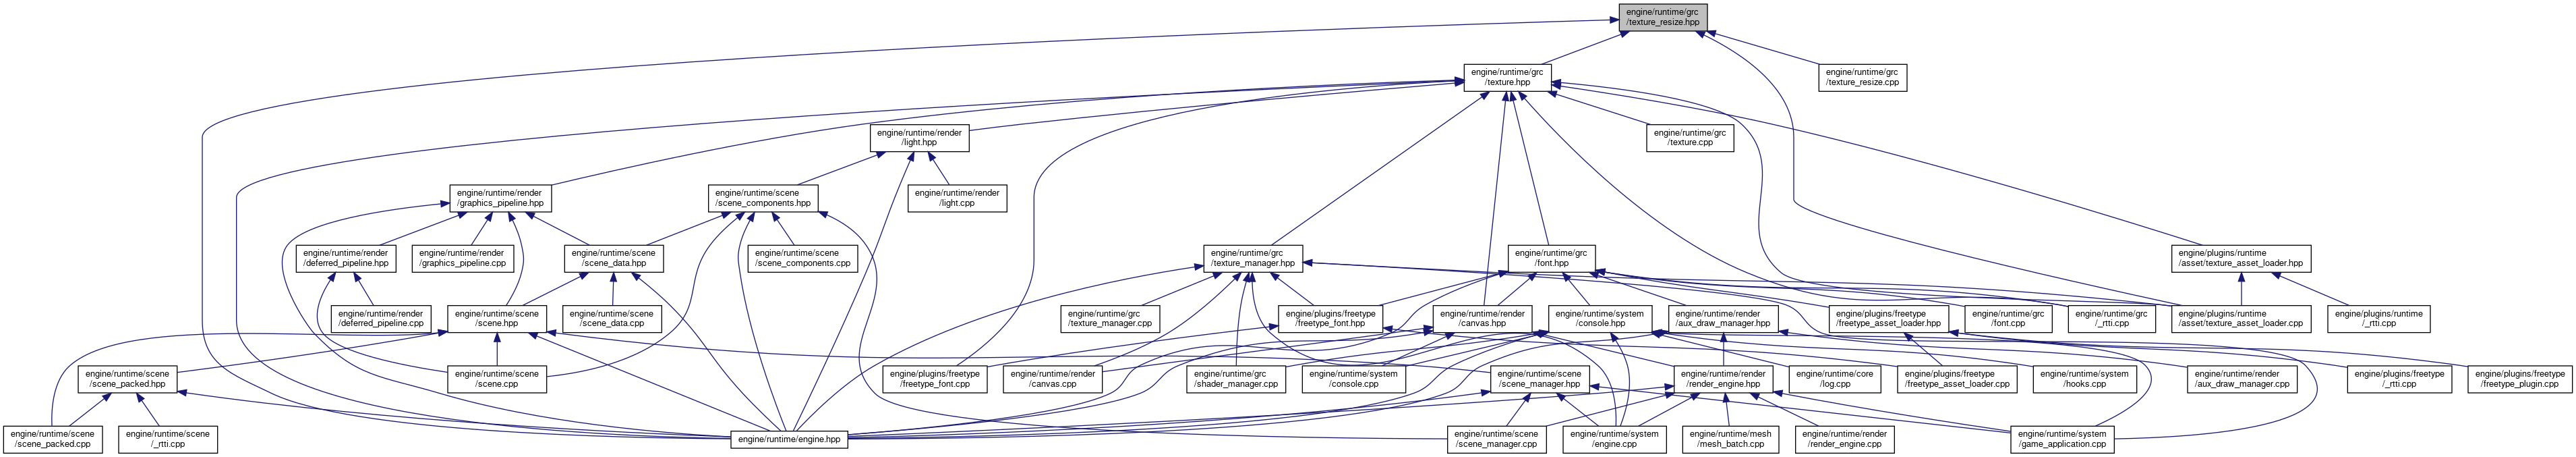 engine/runtime/grc
/texture_resize.hpp
engine/runtime/grc
/texture.hpp
engine/runtime/grc
/texture_resize.cpp
engine/runtime/render
/light.hpp
engine/runtime/grc
/texture.cpp
engine/runtime/render
/graphics_pipeline.hpp
engine/runtime/scene
/scene_components.hpp
engine/runtime/render
/light.cpp
engine/runtime/render
/deferred_pipeline.hpp
engine/runtime/render
/graphics_pipeline.cpp
engine/runtime/scene
/scene_data.hpp
engine/runtime/scene
/scene_components.cpp
engine/runtime/grc
/texture_manager.hpp
engine/runtime/grc
/font.hpp
engine/plugins/runtime
asset/texture_asset_loader.hpp
engine/runtime/render
/deferred_pipeline.cpp
engine/runtime/scene
/scene.hpp
engine/runtime/scene
/scene_data.cpp
engine/runtime/grc
/texture_manager.cpp
engine/plugins/freetype
/freetype_font.hpp
engine/runtime/render
/canvas.hpp
engine/runtime/system
/console.hpp
engine/runtime/render
/aux_draw_manager.hpp
engine/plugins/freetype
/freetype_asset_loader.hpp
engine/runtime/grc
/font.cpp
engine/runtime/grc
/_rtti.cpp
engine/plugins/runtime
asset/texture_asset_loader.cpp
engine/plugins/runtime
/_rtti.cpp
engine/runtime/scene
/scene_packed.hpp
engine/runtime/scene
/scene.cpp
engine/plugins/freetype
/freetype_font.cpp
engine/runtime/render
/canvas.cpp
engine/runtime/grc
/shader_manager.cpp
engine/runtime/system
/console.cpp
engine/runtime/scene
/scene_manager.hpp
engine/runtime/render
/render_engine.hpp
engine/runtime/core
/log.cpp
engine/plugins/freetype
/freetype_asset_loader.cpp
engine/runtime/system
/hooks.cpp
engine/runtime/render
/aux_draw_manager.cpp
engine/plugins/freetype
/_rtti.cpp
engine/plugins/freetype
/freetype_plugin.cpp
engine/runtime/scene
/scene_packed.cpp
engine/runtime/scene
/_rtti.cpp
engine/runtime/engine.hpp
engine/runtime/scene
/scene_manager.cpp
engine/runtime/system
/engine.cpp
engine/runtime/mesh
/mesh_batch.cpp
engine/runtime/render
/render_engine.cpp
engine/runtime/system
/game_application.cpp